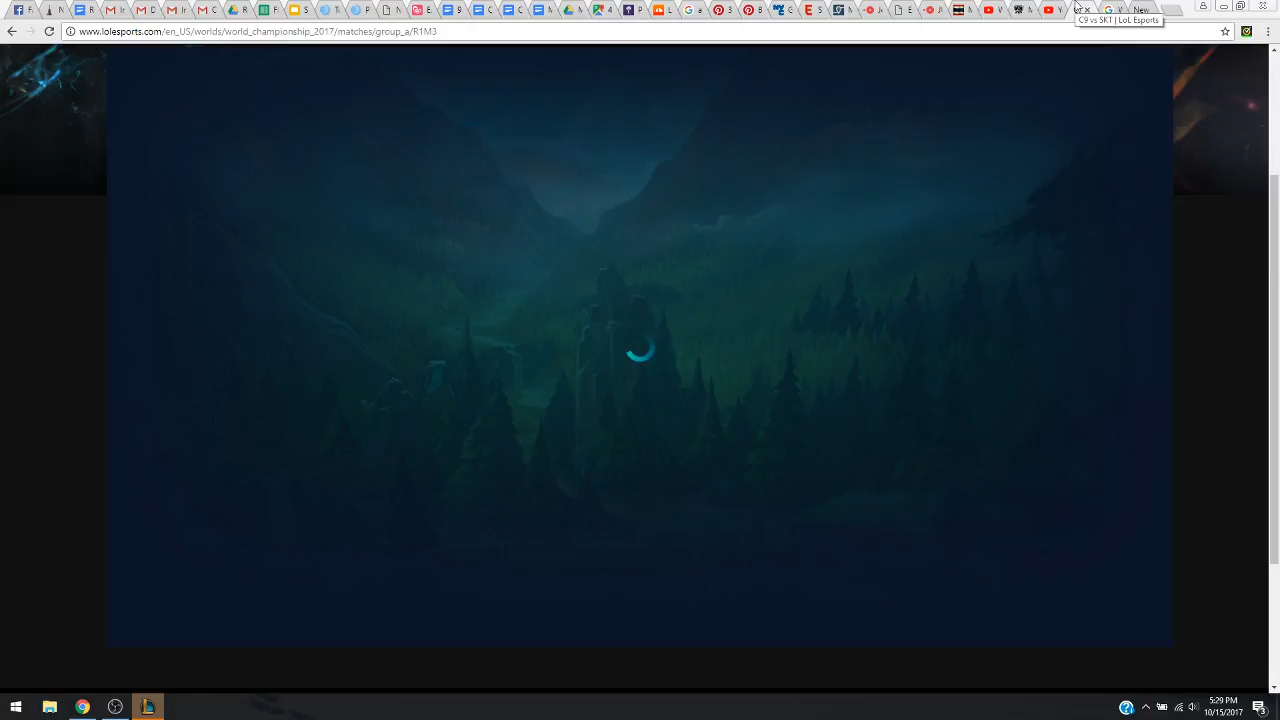 New
C9 vs SKT | LoL Esports
www.lolesports.com/en_US/worlds/world_championship_2017/matches/group_a/R1M3
5:29 PM
10/15/2017